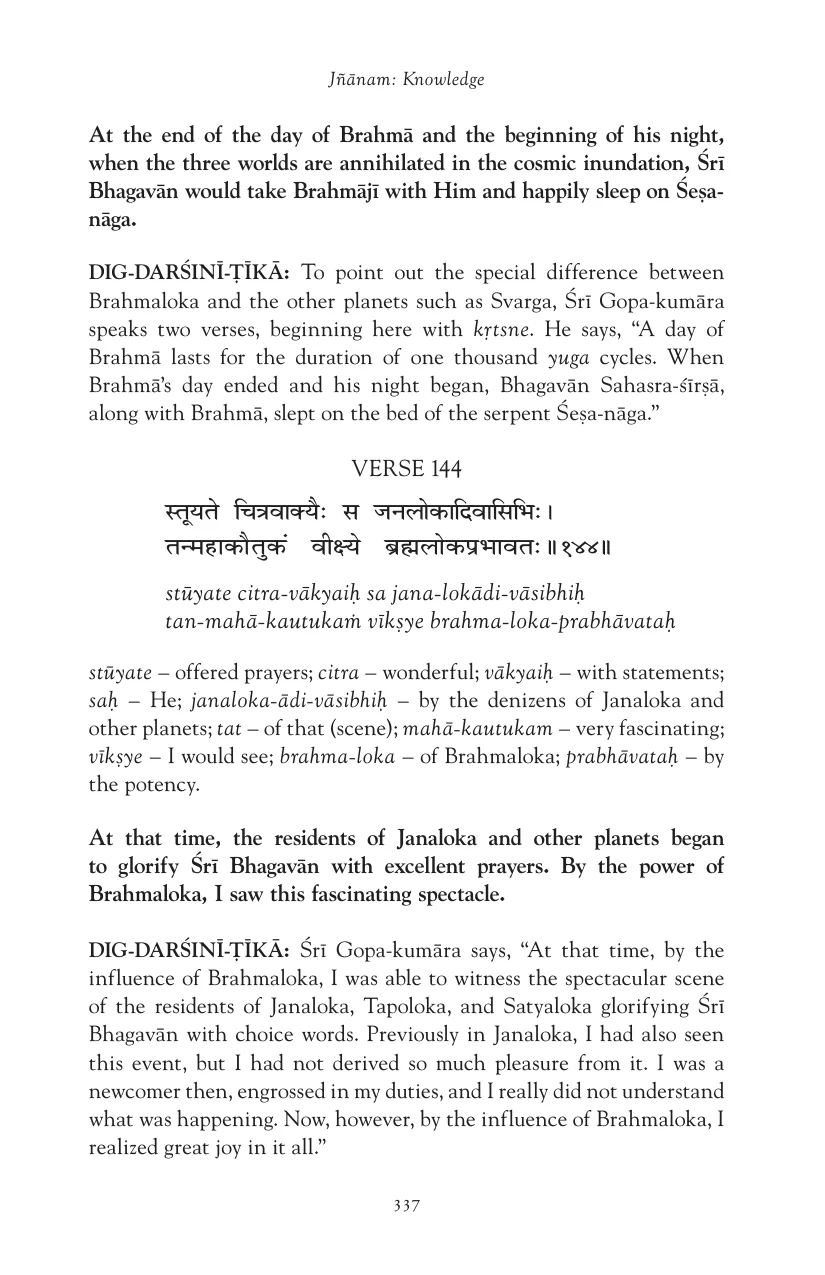 Jñānam: Knowledge
At the end of the day of Brahmā and the beginning of his night,
when the three worlds are annihilated in the cosmic inundation, Śrī
Bhagavān would take Brahmājī with Him and happily sleep on Śeṣa-
nāga.
DIG-DARŚINĪ-ṬĪKĀ: To point out the special difference between
Brahmaloka and the other planets such as Svarga, Śrī Gopa-kumāra
speaks two verses, beginning here with kṛtsne. He says, “A day of
Brahmā lasts for the duration of one thousand yuga cycles. When
Brahmā’s day ended and his night began, Bhagavān Sahasra-śīrṣā,
along with Brahmā, slept on the bed of the serpent Śeṣa-nāga.”
VERSE 144
स्तूयते चित्रवाक्यैः स जनलोकादिवासिभिः।
तन्महाकौतुकं वीक्ष्ये ब्रह्मलोकप्रभावतः॥१४४॥
stūyate citra-vākyaiḥ sa jana-lokādi-vāsibhiḥ
tan-mahā-kautukaṁ vīkṣye brahma-loka-prabhāvataḥ
stūyate – offered prayers; citra – wonderful; vākyaiḥ – with statements;
saḥ – He; janaloka-ādi-vāsibhiḥ – by the denizens of Janaloka and
other planets; tat – of that (scene); mahā-kautukam – very fascinating;
vīkṣye – I would see; brahma-loka – of Brahmaloka; prabhāvataḥ – by
the potency.
At that time, the residents of Janaloka and other planets began
to glorify Śrī Bhagavān with excellent prayers. By the power of
Brahmaloka, I saw this fascinating spectacle.
DIG-DARŚINĪ-ṬĪKĀ: Śrī Gopa-kumāra says, “At that time, by the
influence of Brahmaloka, I was able to witness the spectacular scene
of the residents of Janaloka, Tapoloka, and Satyaloka glorifying Śrī
Bhagavān with choice words. Previously in Janaloka, I had also seen
this event, but I had not derived so much pleasure from it. I was a
newcomer then, engrossed in my duties, and I really did not understand
what was happening. Now, however, by the influence of Brahmaloka, I
realized great joy in it all.”
337